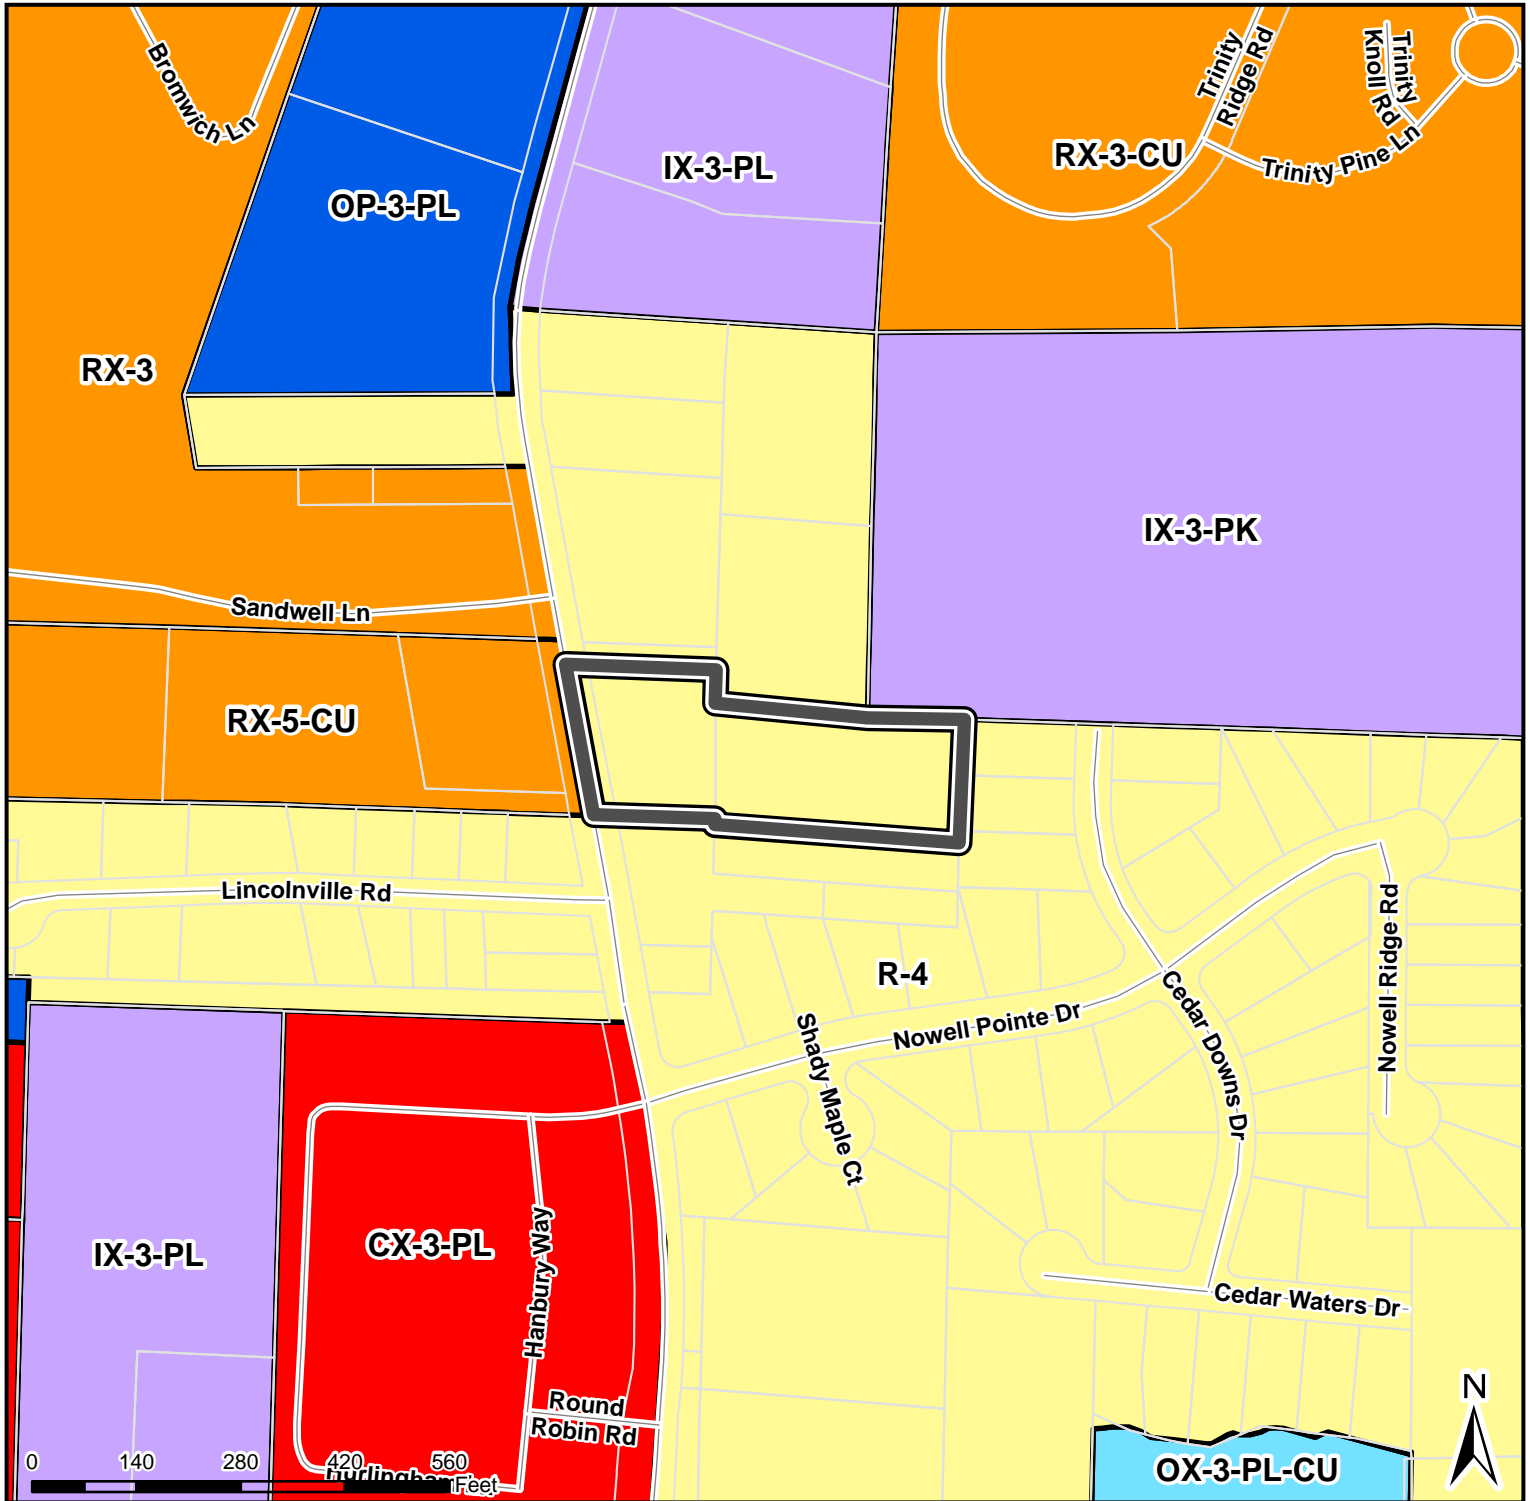 Bromwich Ln
OP-3-PL
IX-3-PL
Trinity
Ridge Rd
Trinity
Knoll Rd
RX-3-CU
Trinity Pine Ln
RX-3
IX-3-PK
Sandwell Ln
RX-5-CU
Lincolnville Rd
R-4
Nowell Ridge Rd
Cedar Downs Dr
Nowell Pointe Dr
Shady Maple Ct
IX-3-PL
CX-3-PL
Hanbury Way
Cedar Waters Dr
Round
Robin Rd
N
OX-3-PL-CU
0 140 280 420 560
Feet